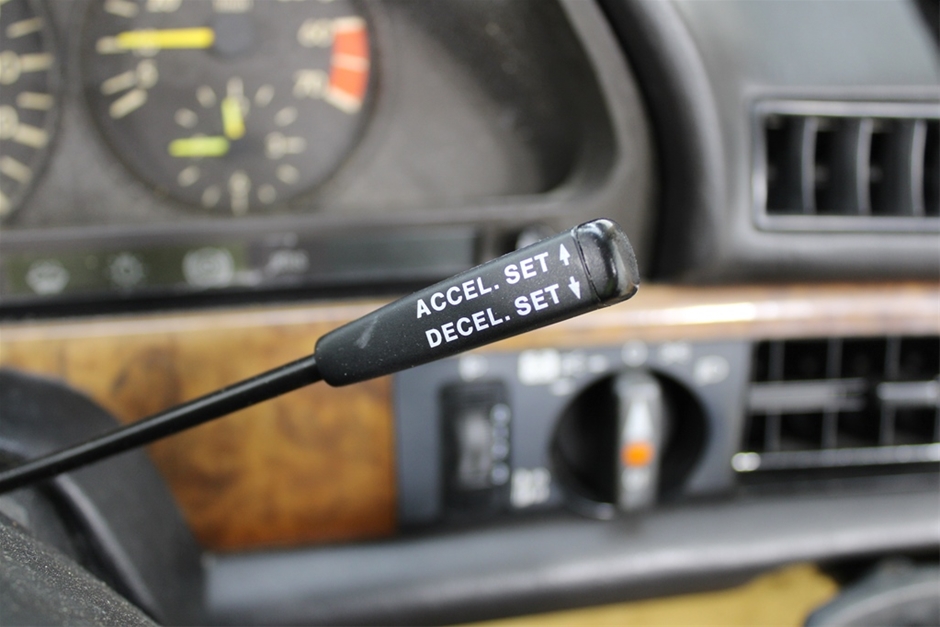 ACCEL. SET ↑
DECEL. SET ↓